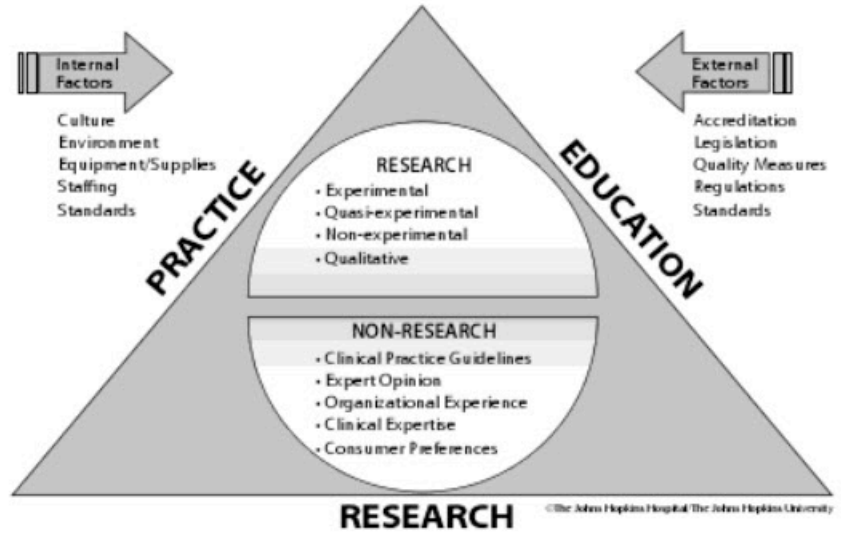 Internal
Factors
Culture
Environment
Equipment/Supplies
Staffing
Standards
External
Factors
Accreditation
Legislation
Quality Measures
Regulations
Standards
PRACTICE
EDUCATION
RESEARCH
• Experimental
• Quasi-experimental
• Non-experimental
• Qualitative
NON-RESEARCH
• Clinical Practice Guidelines
• Expert Opinion
• Organizational Experience
• Clinical Expertise
• Consumer Preferences
RESEARCH
©The Johns Hopkins Hospital/The Johns Hopkins University